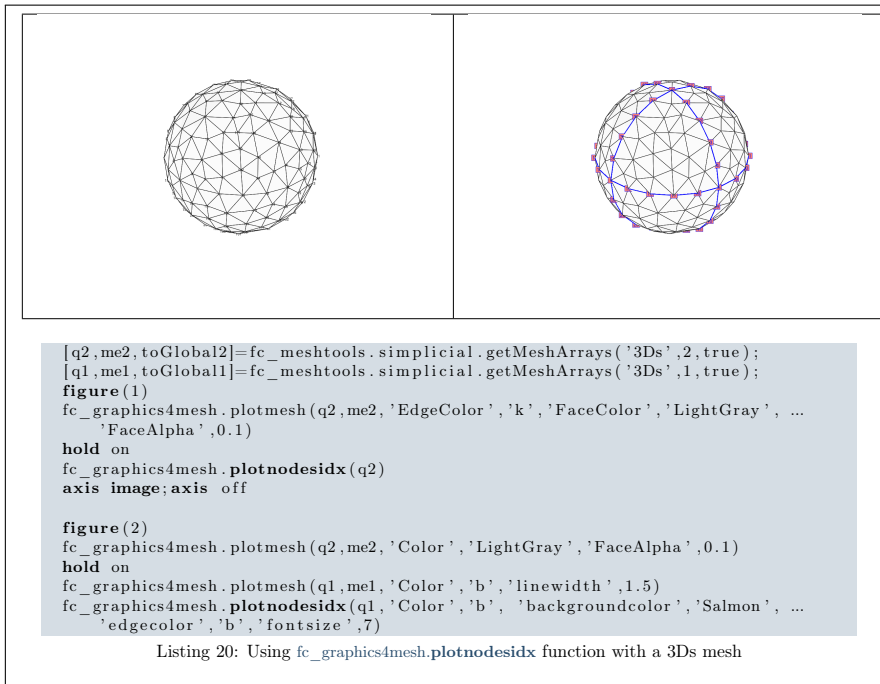 [q2,me2,toGlobal2]=fc_meshtools.simplicial.getMeshArrays('3Ds',2,true);
[q1,me1,toGlobal1]=fc_meshtools.simplicial.getMeshArrays('3Ds',1,true);
figure(1)
fc_graphics4mesh.plotmesh(q2,me2,'EdgeColor','k','FaceColor','LightGray', ...
'FaceAlpha',0.1)
hold on
fc_graphics4mesh.plotnodesidx(q2)
axis image;axis off
figure(2)
fc_graphics4mesh.plotmesh(q2,me2,'Color','LightGray','FaceAlpha',0.1)
hold on
fc_graphics4mesh.plotmesh(q1,me1,'Color','b','linewidth',1.5)
fc_graphics4mesh.plotnodesidx(q1,'Color','b', 'backgroundcolor','Salmon', ...
'edgecolor','b','fontsize',7)
Listing 20: Using fc_graphics4mesh.plotnodesidx function with a 3Ds mesh